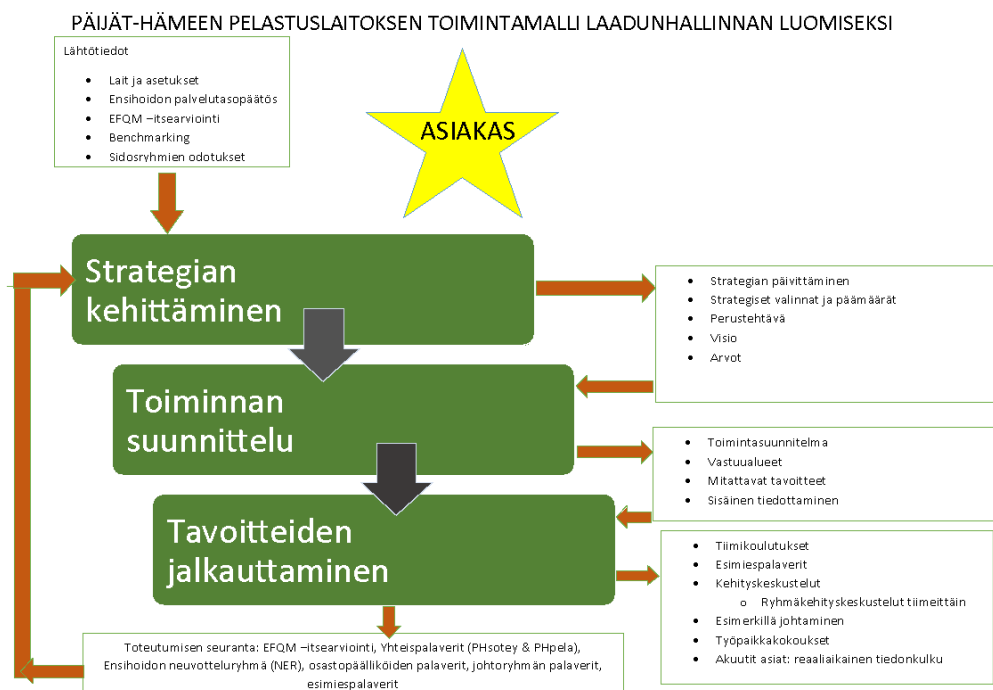 PÄIJÄT-HÄMEEN PELASTUSLAITOKSEN TOIMINTAMALLI LAADUNHALLINNAN LUOMISEKSI
Lähtötiedot
• Lait ja asetukset
• Ensihoidon palvelutasopäätös
• EFQM –itsearviointi
• Benchmarking
• Sidosryhmien odotukset
ASIAKAS
Strategian
kehittäminen
• Strategian päivittäminen
• Strategiset valinnat ja päämäärät
• Perustehtävä
• Visio
• Arvot
Toiminnan
suunnittelu
• Toimintasuunnitelma
• Vastuualueet
• Mitattavat tavoitteet
• Sisäinen tiedottaminen
Tavoitteiden
jalkauttaminen
• Tiimikoulutukset
• Esimiespalaverit
• Kehityskeskustelut
o Ryhmäkehityskeskustelut tiimeittäin
• Esimerkillä johtaminen
• Työpaikkakokoukset
• Akuutit asiat: reaaliaikainen tiedonkulku
Toteutumisen seuranta: EFQM –itsearviointi, Yhteispalaverit (PHsotey & PHpela),
Ensihoidon neuvotteluryhmä (NER), osastopäälliköiden palaverit, johtoryhmän palaverit,
esimiespalaverit